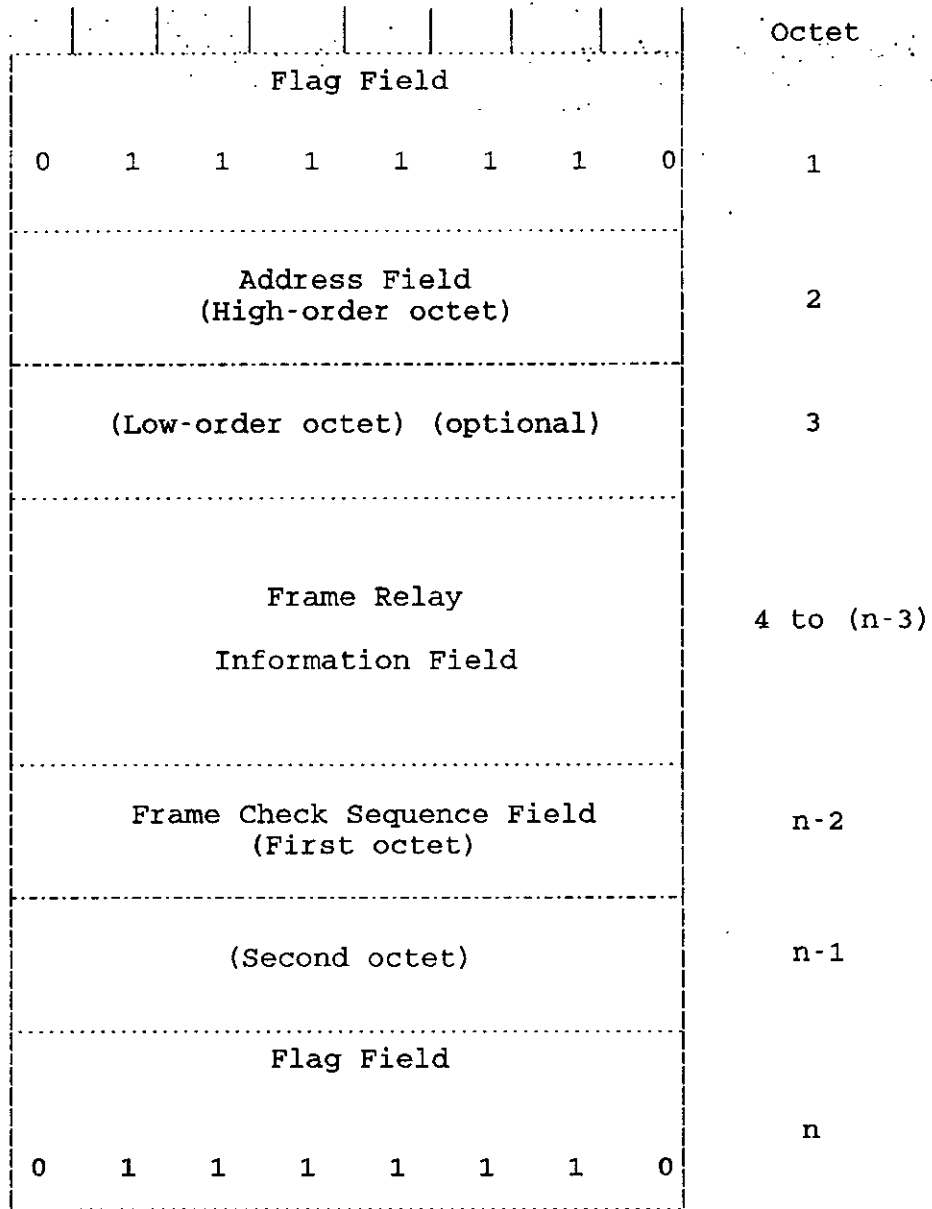 Octet
Flag Field
0 1 1 1 1 1 1 0 1
Address Field
(High-order octet) 2
(Low-order octet) (optional) 3
Frame Relay
4 to (n-3)
Information Field
Frame Check Sequence Field
(First octet) n-2
(Second octet) n-1
Flag Field
n
0 1 1 1 1 1 1 0